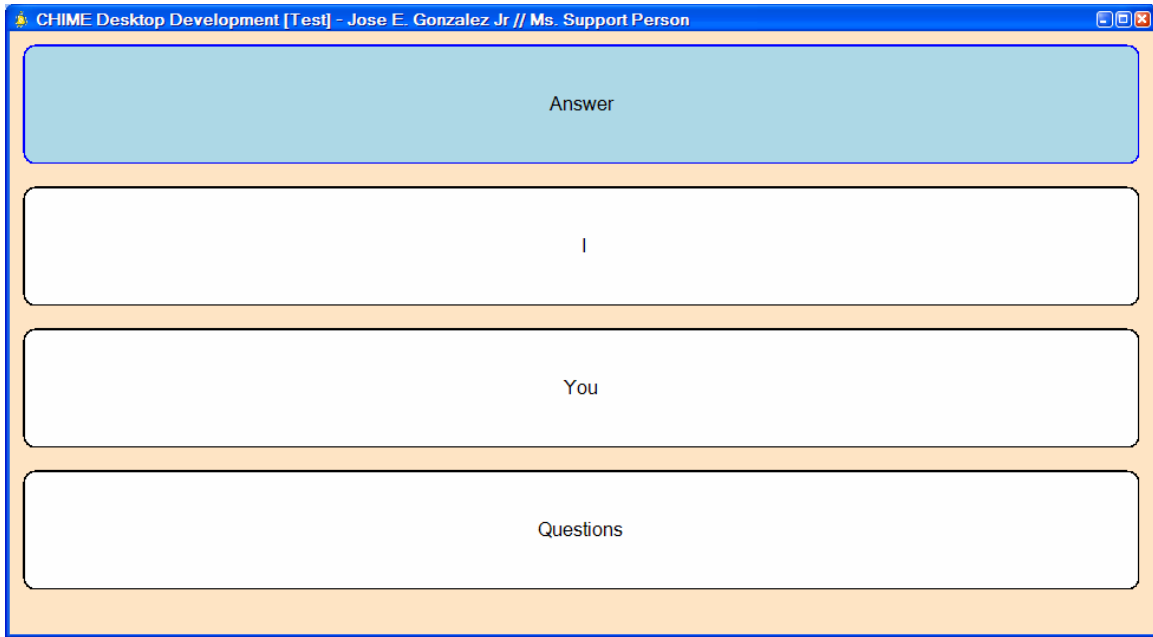 CHIME Desktop Development [Test] - Jose E. Gonzalez Jr // Ms. Support Person
Answer
I
You
Questions